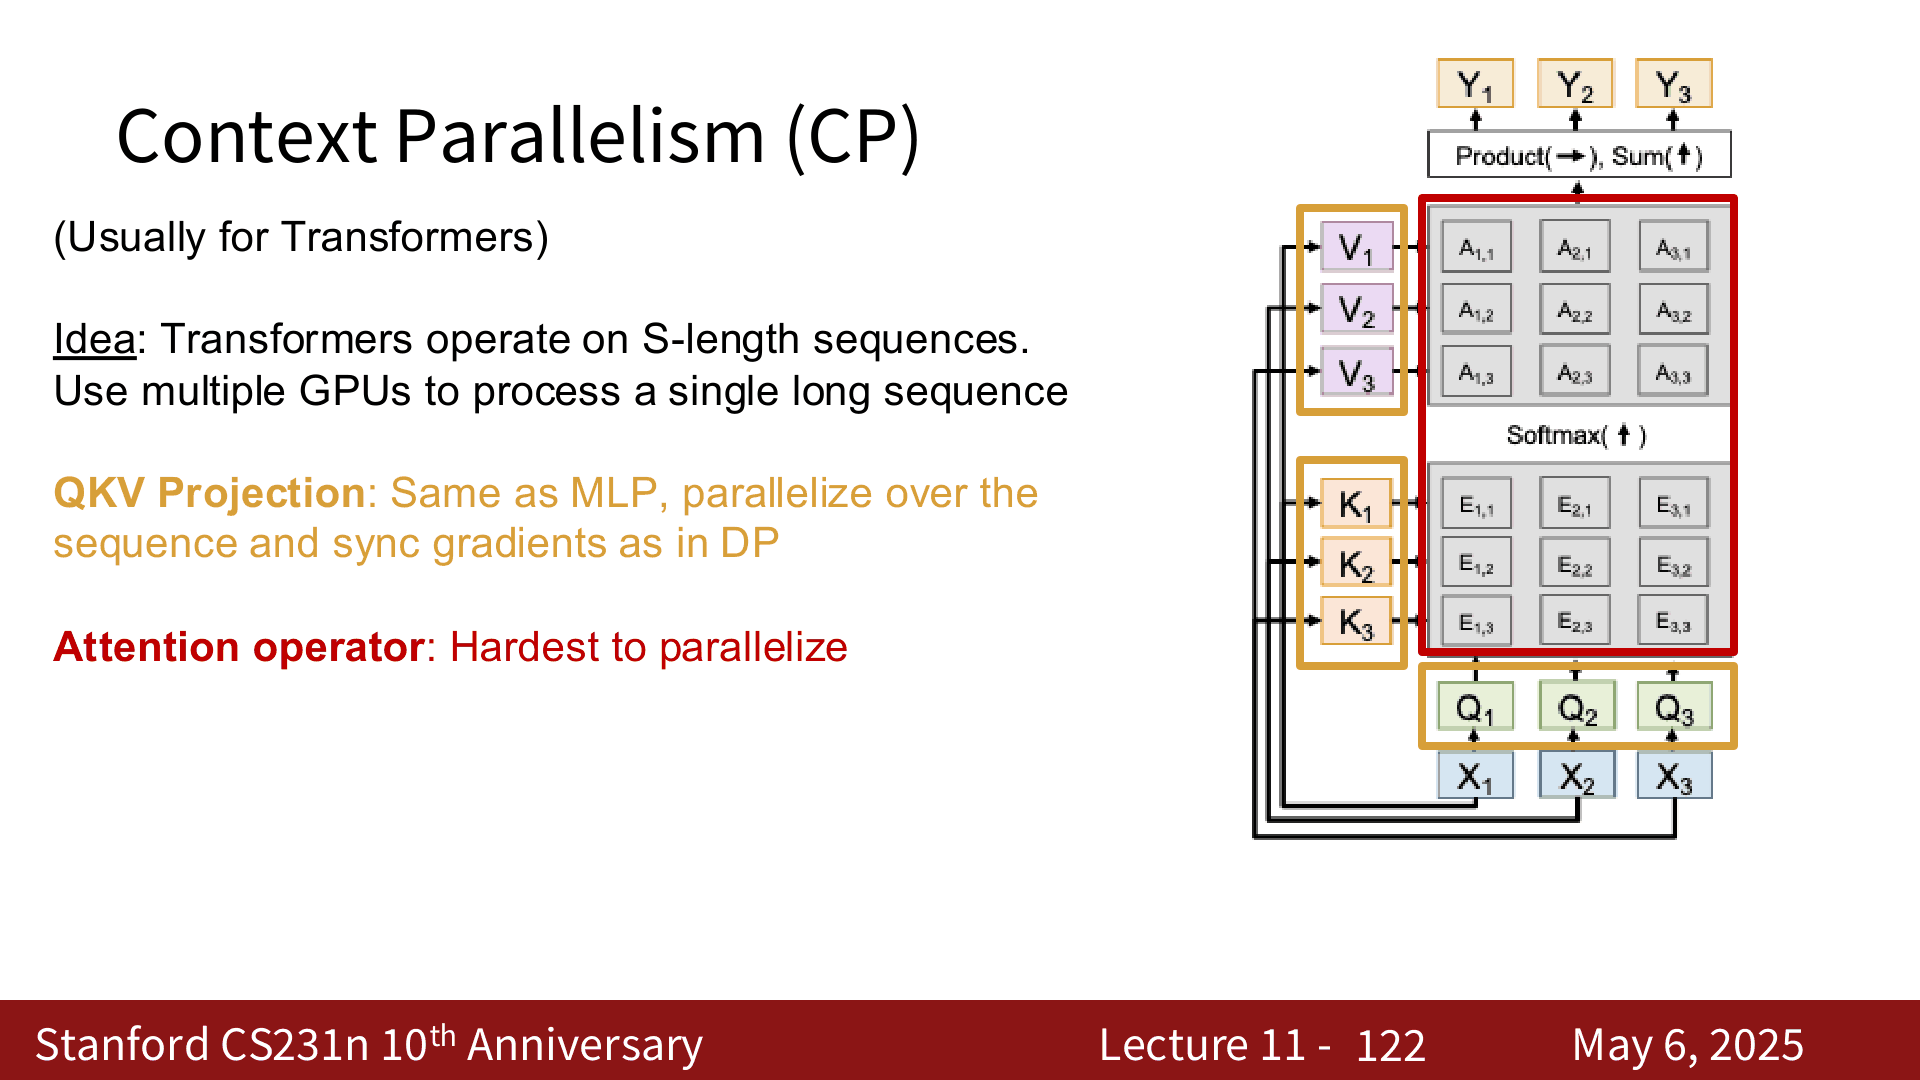 Context Parallelism (CP)
(Usually for Transformers)
Idea: Transformers operate on S-length sequences.
Use multiple GPUs to process a single long sequence
QKV Projection: Same as MLP, parallelize over the
sequence and sync gradients as in DP
Attention operator: Hardest to parallelize
Y1 Y2 Y3
Product(→), Sum(↑)
V1 A1,1 A2,1 A3,1
V2 A1,2 A2,2 A3,2
V3 A1,3 A2,3 A3,3
Softmax(↑)
K1 E1,1 E2,1 E3,1
K2 E1,2 E2,2 E3,2
K3 E1,3 E2,3 E3,3
Q1 Q2 Q3
X1 X2 X3
Stanford CS231n 10th Anniversary Lecture 11 - 122 May 6, 2025